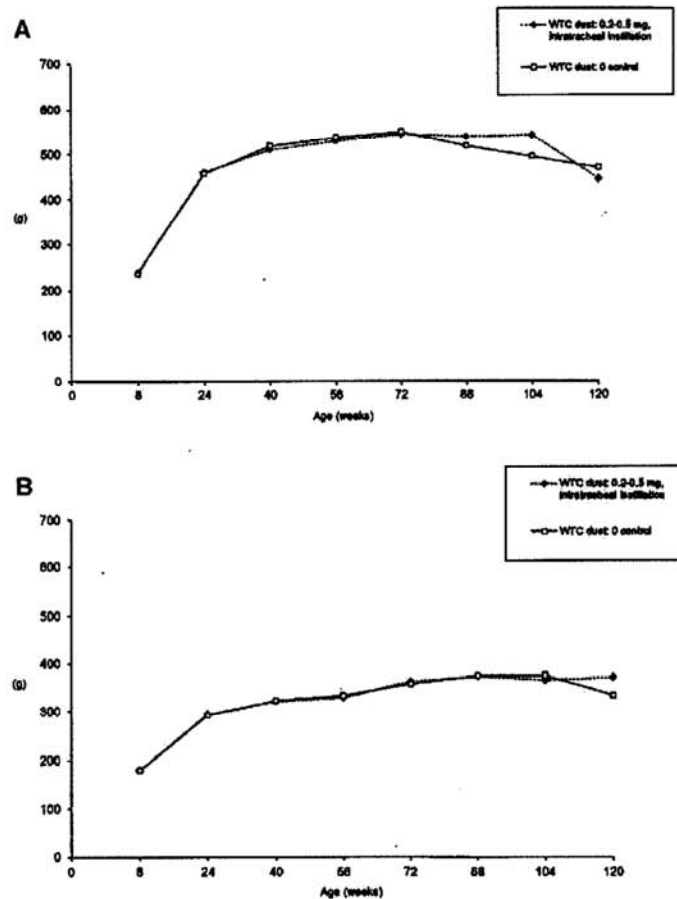 A
WTC dust: 0.2-0.5 mg,
intratracheal instillation
WTC dust: 0 control
700
600
500
400
(g)
300
200
100
0
0 8 24 40 56 72 88 104 120
Age (weeks)
B
WTC dust: 0.2-0.5 mg,
intratracheal instillation
WTC dust: 0 control
700
600
500
400
(g)
300
200
100
0
0 8 24 40 56 72 88 104 120
Age (weeks)